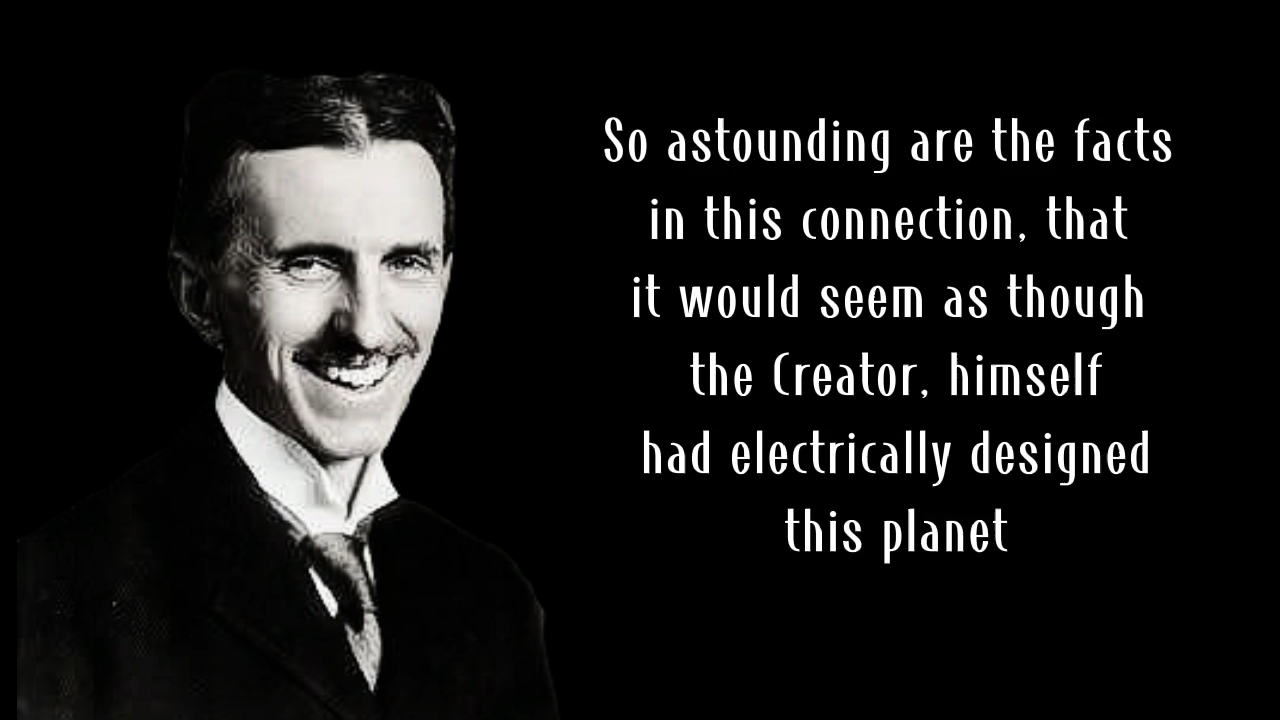 So astounding are the facts
in this connection, that
it would seem as though
the Creator, himself
had electrically designed
this planet